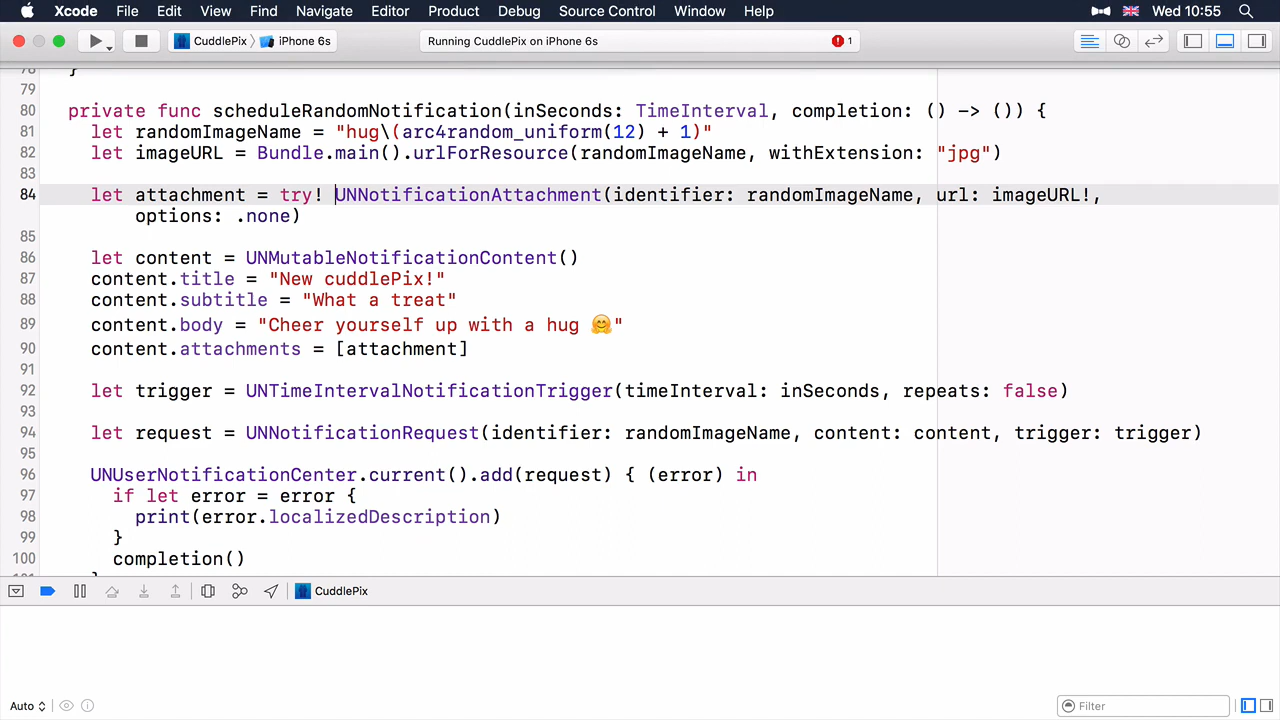 Xcode File Edit View Find Navigate Editor Product Debug Source Control Window Help Wed 10:55
CuddlePix 〉 iPhone 6s Running CuddlePix on iPhone 6s 1
78 }
79
80 private func scheduleRandomNotification(inSeconds: TimeInterval, completion: () -> ()) {
81 let randomImageName = "hug\(arc4random_uniform(12) + 1)"
82 let imageURL = Bundle.main().urlForResource(randomImageName, withExtension: "jpg")
83
84 let attachment = try! UNNotificationAttachment(identifier: randomImageName, url: imageURL!,
options: .none)
85
86 let content = UNMutableNotificationContent()
87 content.title = "New cuddlePix!"
88 content.subtitle = "What a treat"
89 content.body = "Cheer yourself up with a hug 🤗"
90 content.attachments = [attachment]
91
92 let trigger = UNTimeIntervalNotificationTrigger(timeInterval: inSeconds, repeats: false)
93
94 let request = UNNotificationRequest(identifier: randomImageName, content: content, trigger: trigger)
95
96 UNUserNotificationCenter.current().add(request) { (error) in
97 if let error = error {
98 print(error.localizedDescription)
99 }
100 completion()
101 }
CuddlePix
Auto Filter